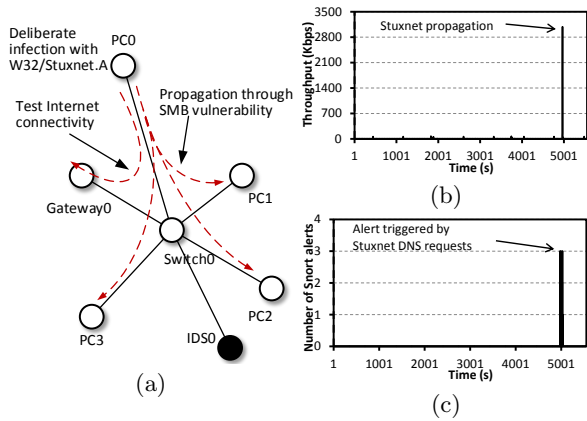 Deliberate
infection with
W32/Stuxnet.A
PC0
Test Internet
connectivity
Propagation through
SMB vulnerability
Gateway0
PC1
Switch0
PC2
PC3
IDS0
(a)
Throughput (Kbps)
3500
2800
2100
1400
700
0
Stuxnet propagation
1
1001
2001
3001
4001
5001
Time (s)
(b)
Number of Snort alerts
4
3
2
1
0
Alert triggered by
Stuxnet DNS requests
1
1001
2001
3001
4001
5001
Time (s)
(c)